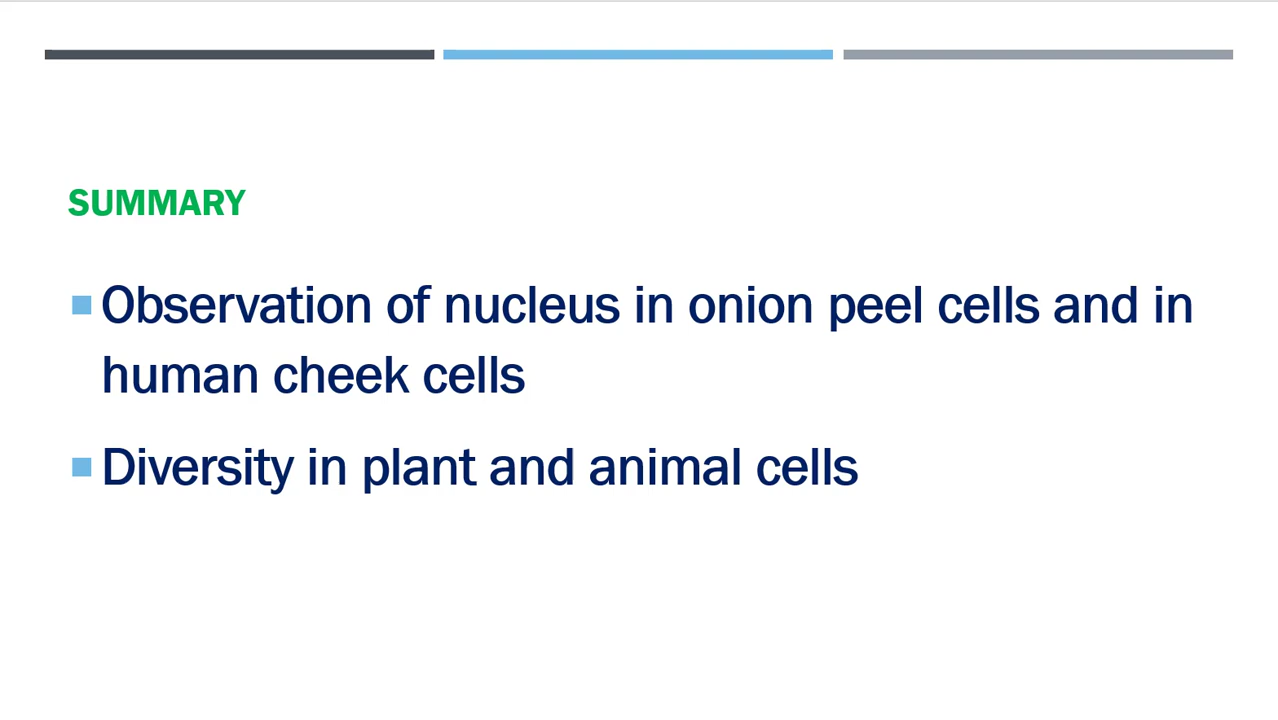 SUMMARY
Observation of nucleus in onion peel cells and in
human cheek cells
Diversity in plant and animal cells